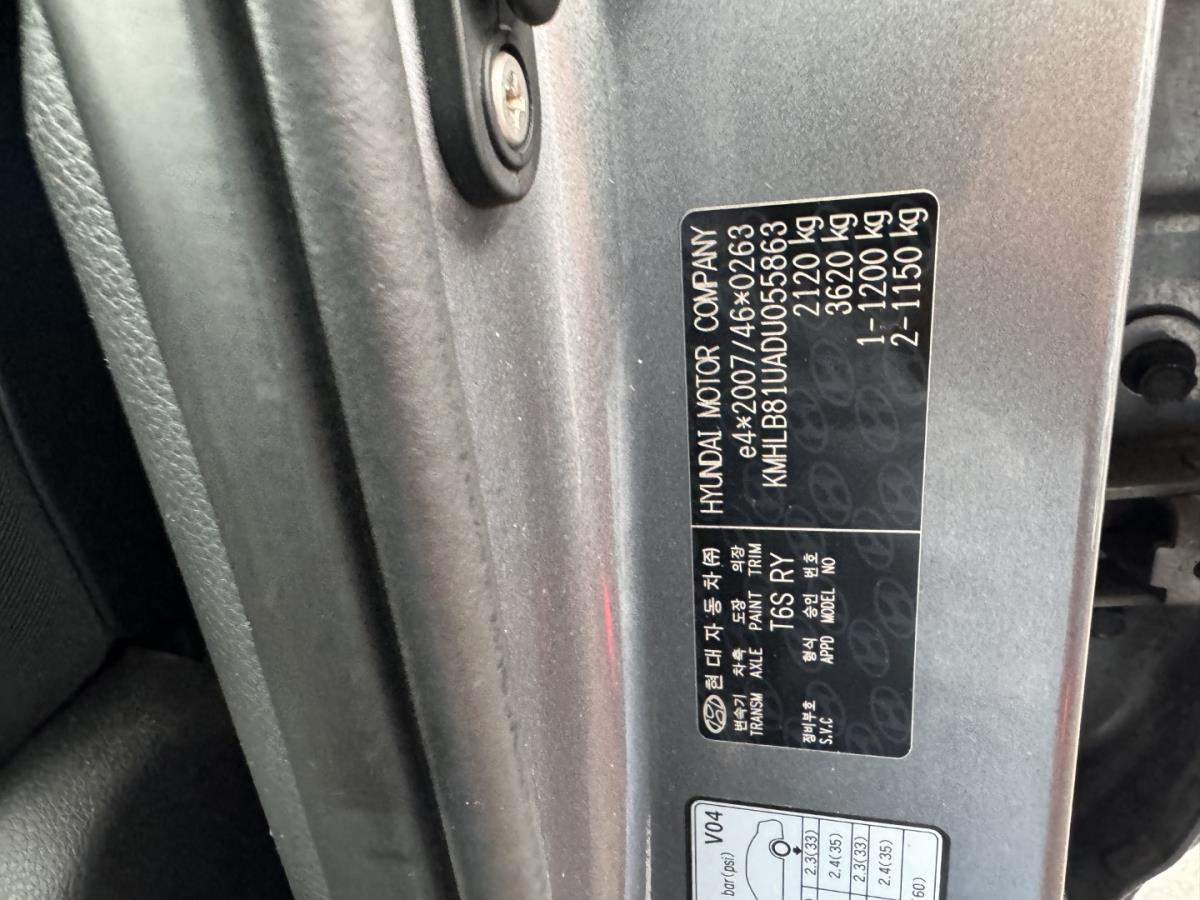 현대자동차(주)
변속기 차축 도장 의장
TRANSM AXLE PAINT TRIM
T6S RY
정비부호 형식 승인 번호
S.V.C APPD MODEL NO
HYUNDAI MOTOR COMPANY
e4*2007/46*0263
KMHLB81UADU055863
2120 kg
3620 kg
1- 1200 kg
2- 1150 kg
bar(psi) V04
2.3(33)
2.4(35)
2.3(33)
2.4(35)
60)